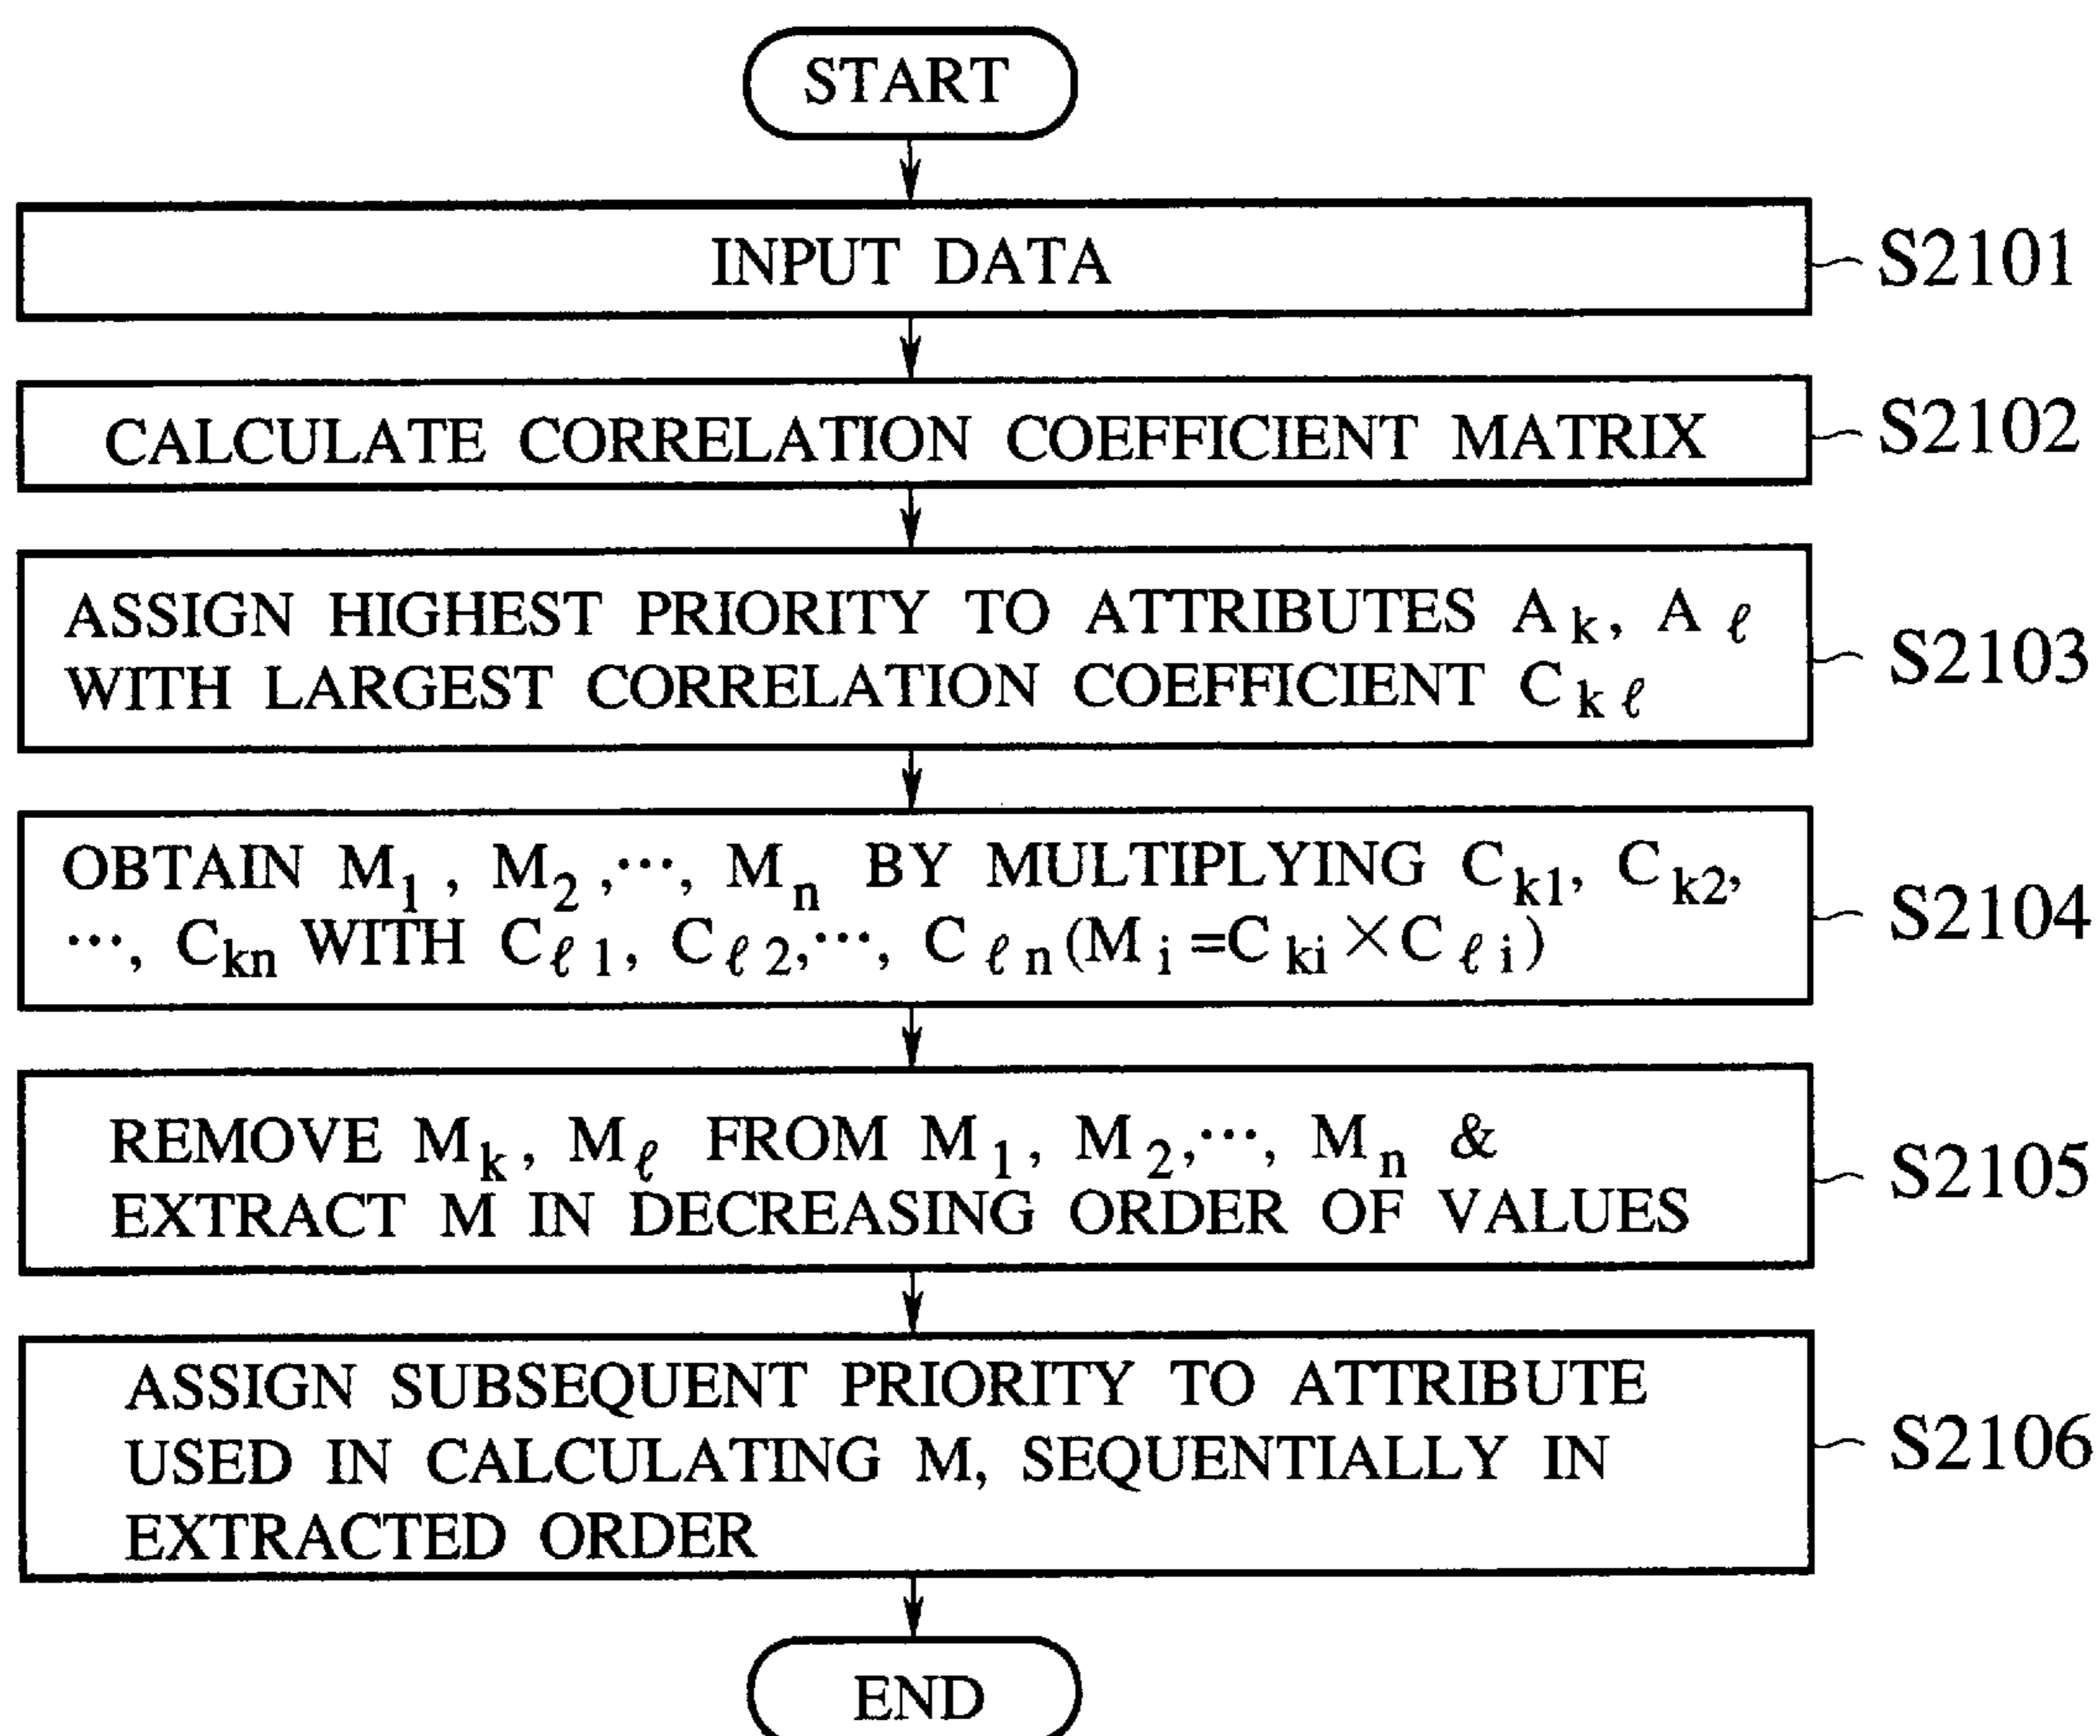 START
INPUT DATA
S2101
CALCULATE CORRELATION COEFFICIENT MATRIX
S2102
ASSIGN HIGHEST PRIORITY TO ATTRIBUTES A k, A ℓ
WITH LARGEST CORRELATION COEFFICIENT C k ℓ
S2103
OBTAIN M1, M2,⋯, Mn BY MULTIPLYING Ck1, Ck2,
⋯, Ckn WITH Cℓ1, Cℓ2,⋯, Cℓn(Mi=Cki×Cℓi)
S2104
REMOVE Mk, Mℓ FROM M1, M2,⋯, Mn &
EXTRACT M IN DECREASING ORDER OF VALUES
S2105
ASSIGN SUBSEQUENT PRIORITY TO ATTRIBUTE
USED IN CALCULATING M, SEQUENTIALLY IN
EXTRACTED ORDER
S2106
END